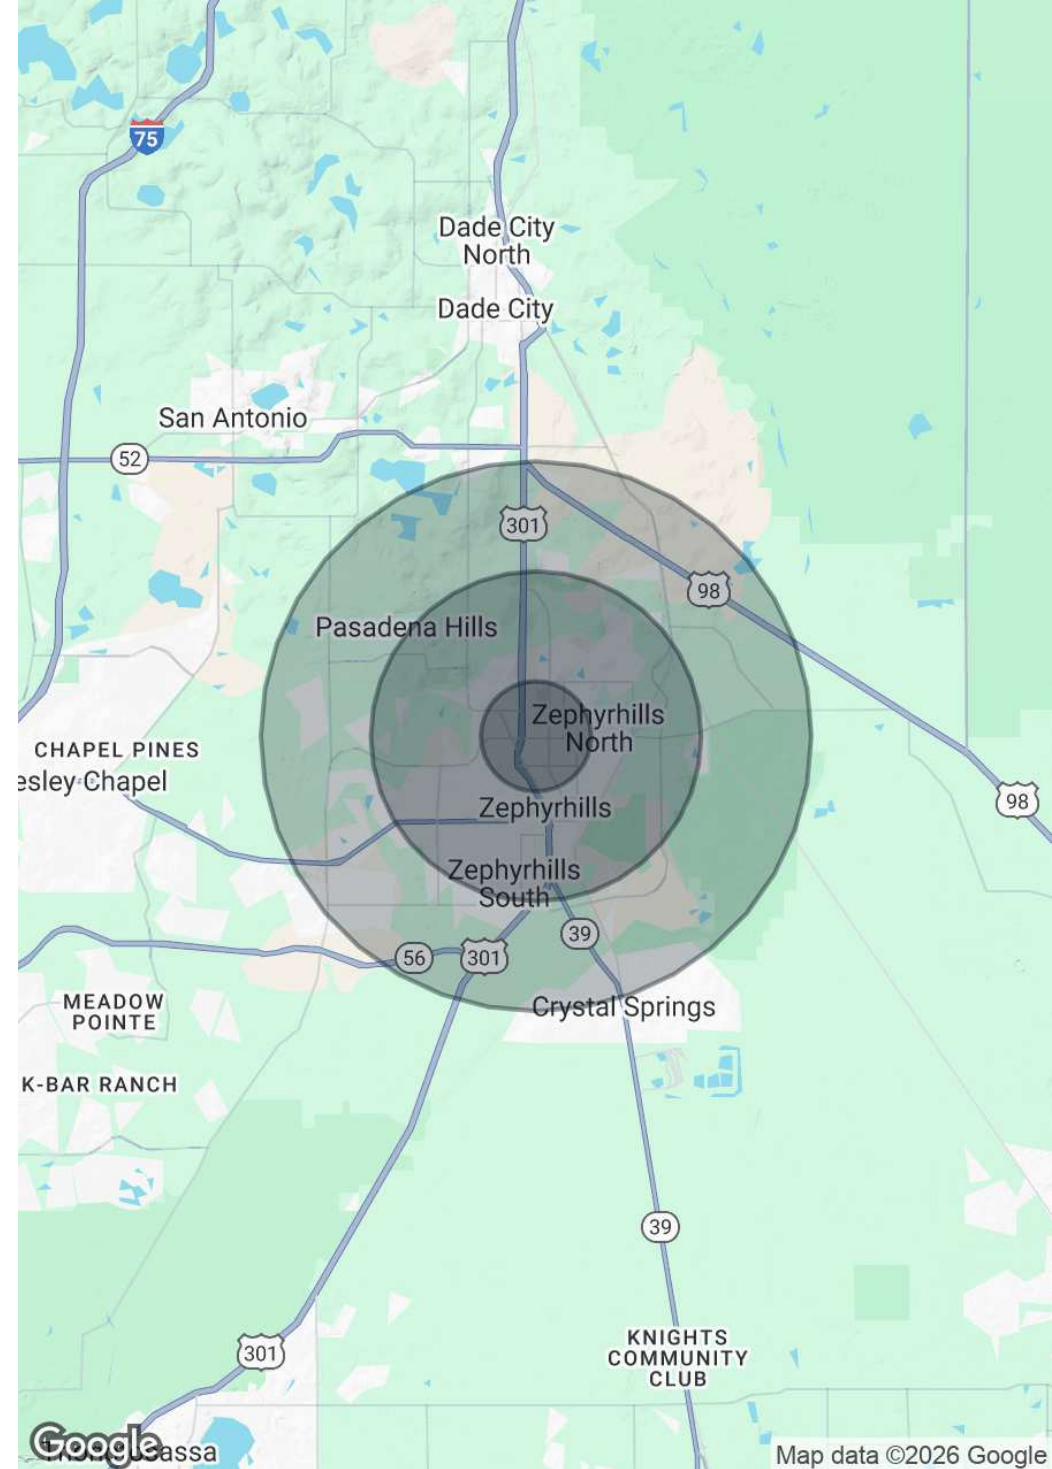 75
Dade City
North
Dade City
San Antonio
52
301
98
Pasadena Hills
Zephyrhills
North
CHAPEL PINES
esley Chapel
98
Zephyrhills
Zephyrhills
South
39
56
301
MEADOW
POINTE
Crystal Springs
K-BAR RANCH
39
KNIGHTS
COMMUNITY
CLUB
301
Google
assa
Map data ©2026 Google